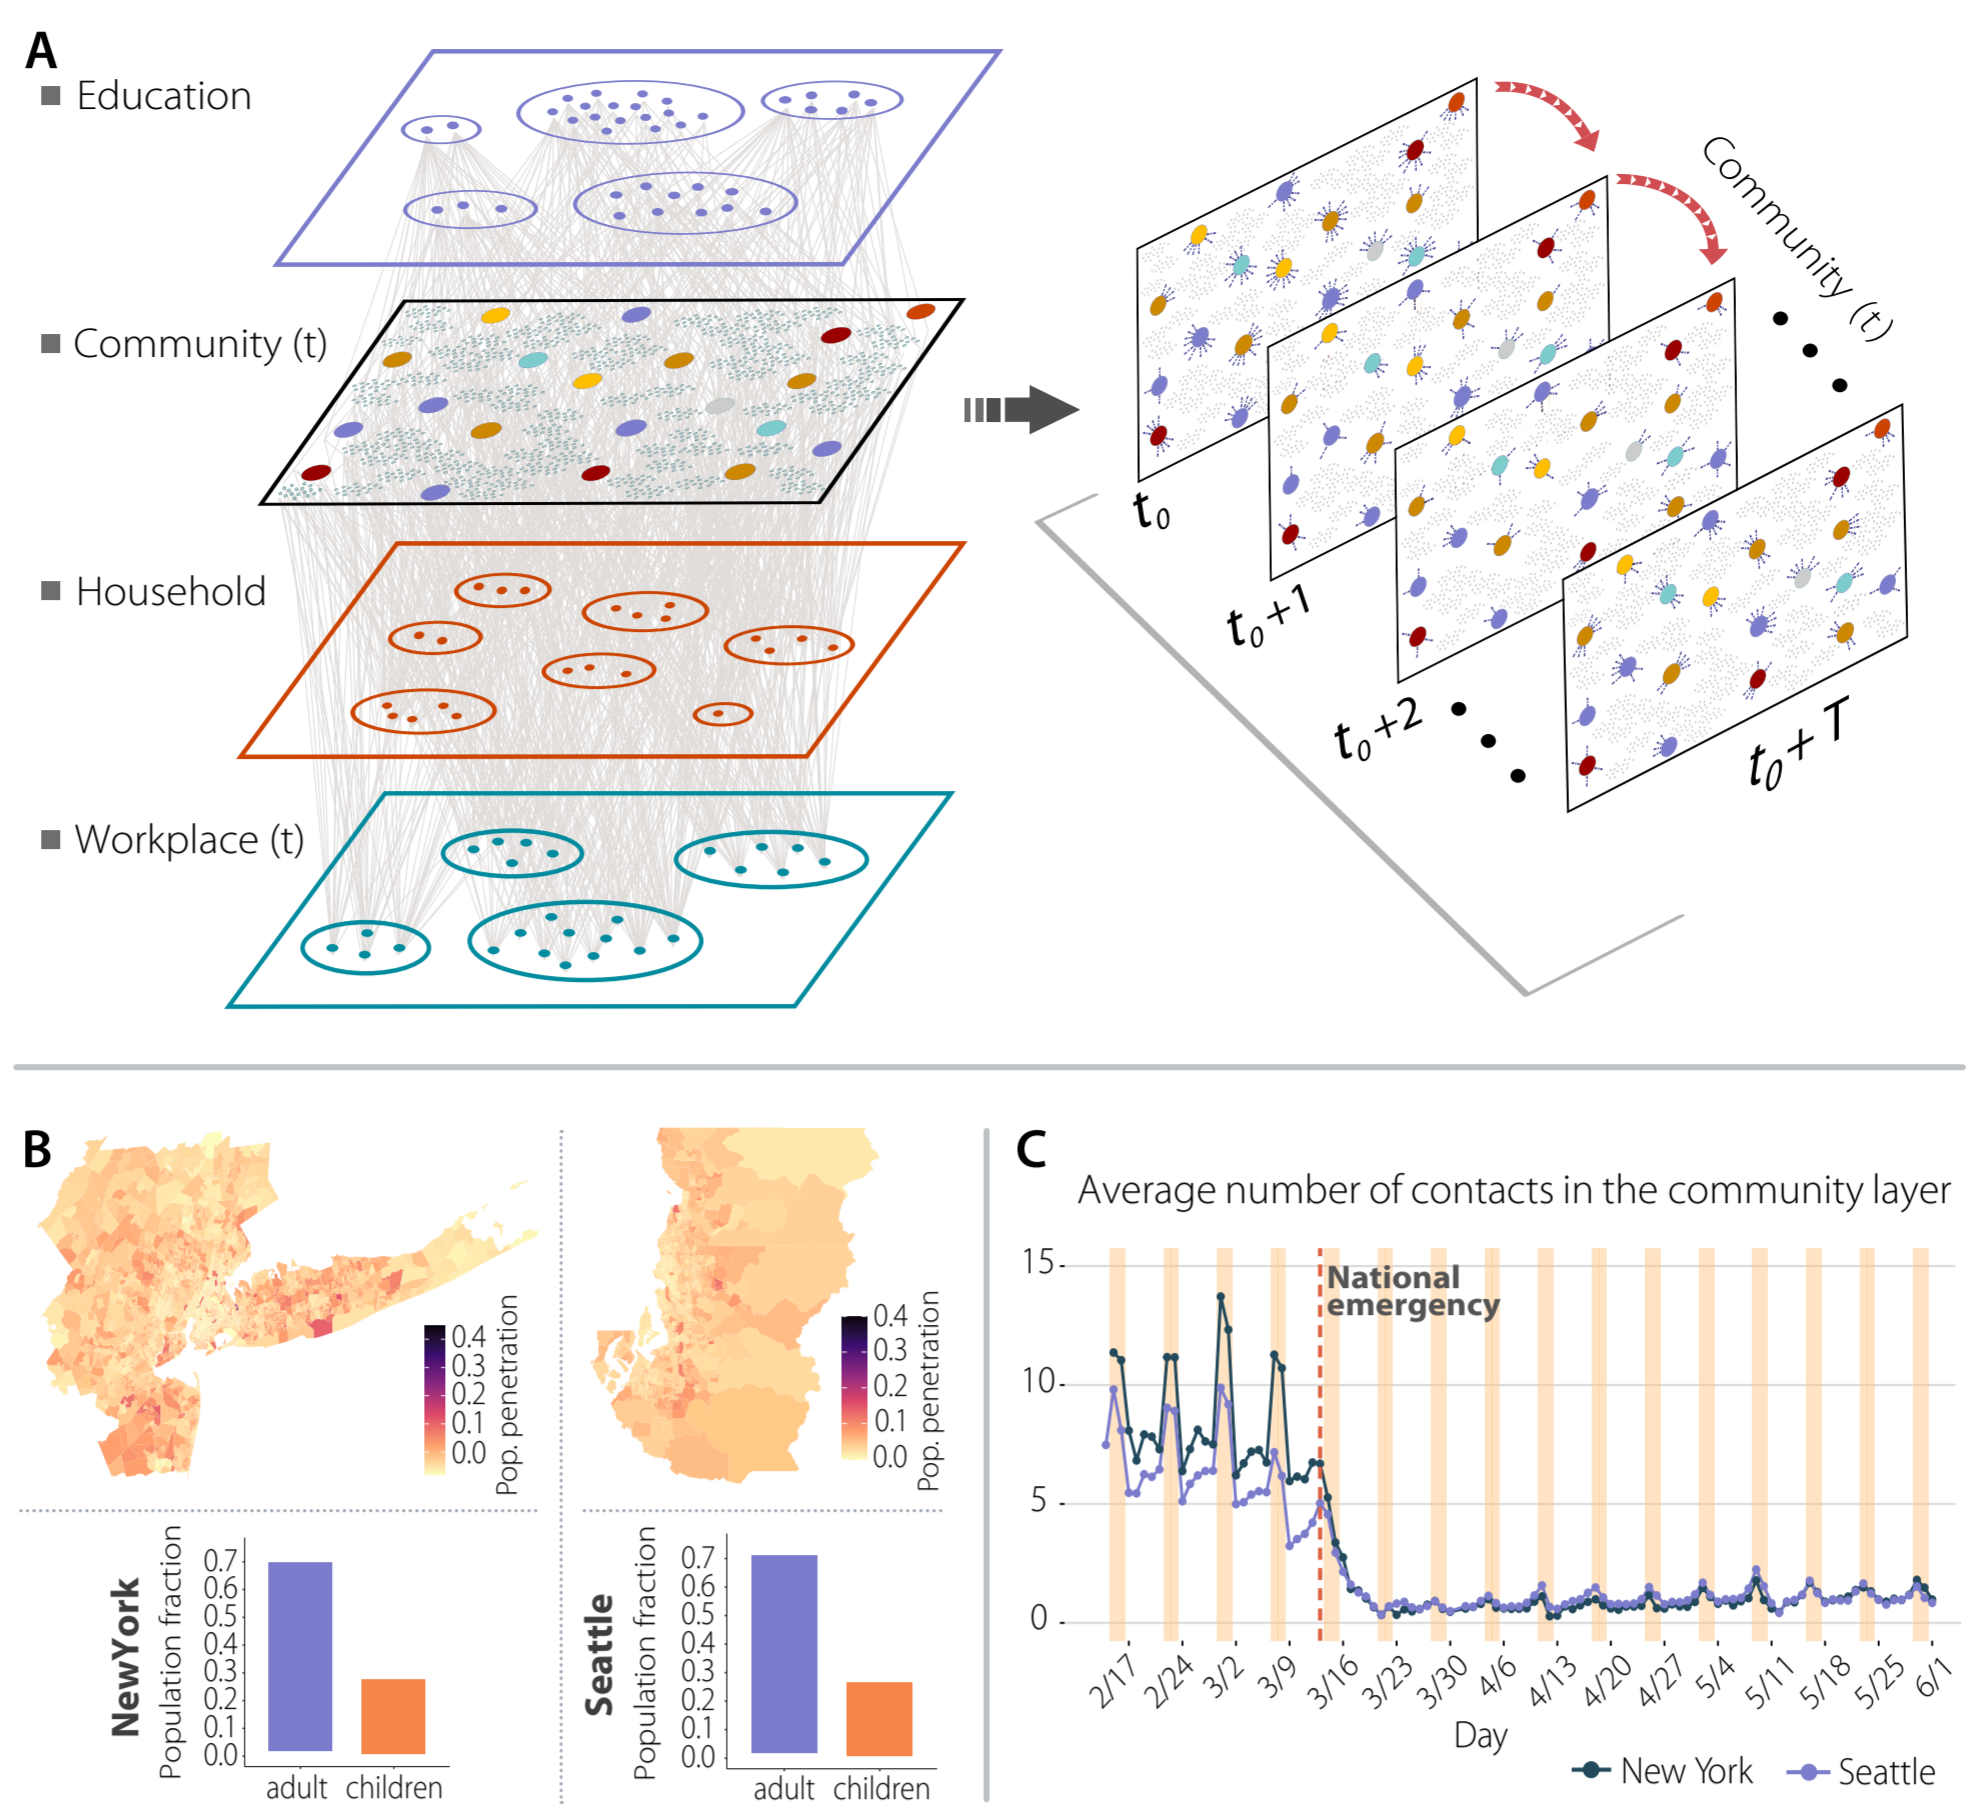 A
Education
Community (t)
Household
Workplace (t)
Community (t)
t0
t0+1
t0+2
t0+T
B
0.4
0.3
0.2
0.1
0.0
Pop. penetration
0.4
0.3
0.2
0.1
0.0
Pop. penetration
NewYork
Population fraction
0.7
0.6
0.5
0.4
0.3
0.2
0.1
0.0
adult children
Seattle
Population fraction
0.7
0.6
0.5
0.4
0.3
0.2
0.1
0.0
adult children
C
Average number of contacts in the community layer
15
10
5
0
National
emergency
2/17 2/24 3/2 3/9 3/16 3/23 3/30 4/6 4/13 4/20 4/27 5/4 5/11 5/18 5/25 6/1
Day
New York Seattle